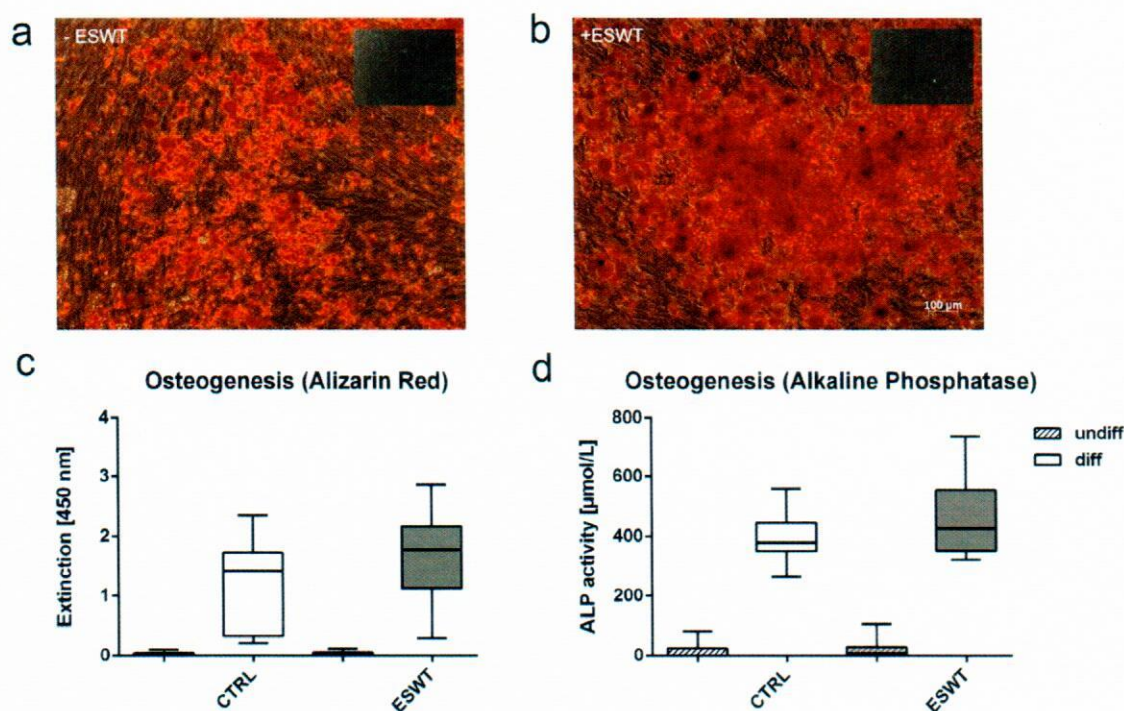 a
- ESWT
b
+ESWT
100 µm
c
Osteogenesis (Alizarin Red)
Extinction [450 nm]
4
3
2
1
0
CTRL
ESWT
d
Osteogenesis (Alkaline Phosphatase)
ALP activity [µmol/L]
800
600
400
200
0
CTRL
ESWT
undiff
diff